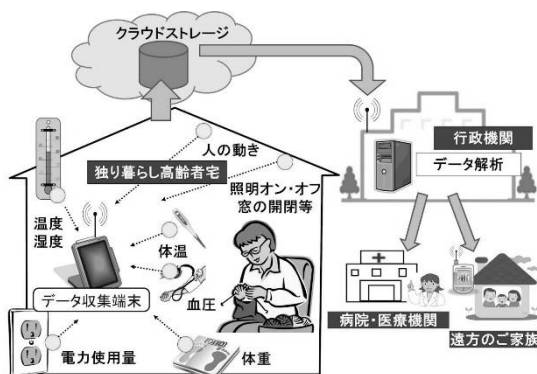 クラウドストレージ
人の動き
独り暮らし高齢者宅
照明オン・オフ
窓の開閉等
温度
湿度
体温
データ収集端末
血圧
電力使用量
体重
行政機関
データ解析
病院・医療機関
遠方のご家族